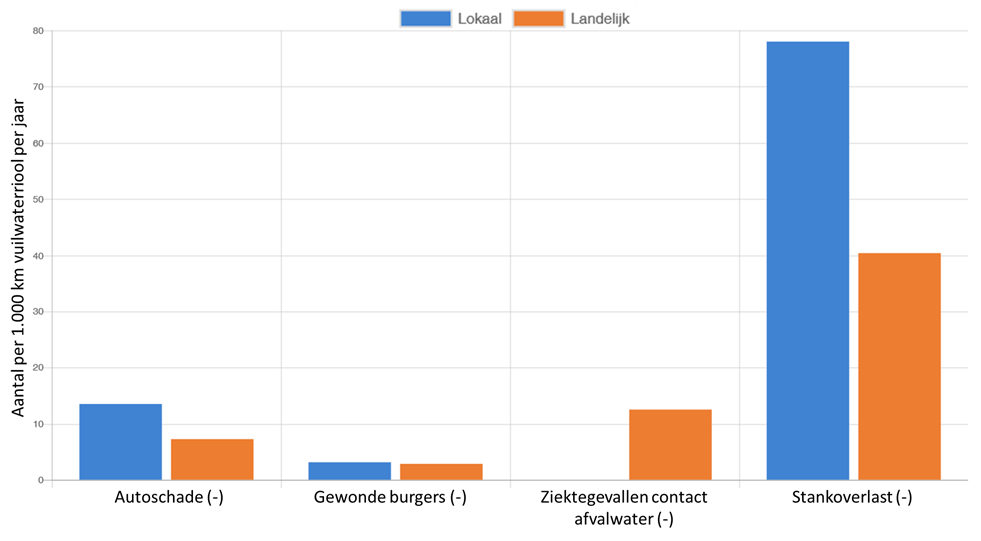 Lokaal Landelijk
Aantal per 1.000 km vuilwaterriool per jaar
80
70
60
50
40
30
20
10
0
Autoschade (-) Gewonde burgers (-) Ziektegevallen contact Stankoverlast (-)
afvalwater (-)